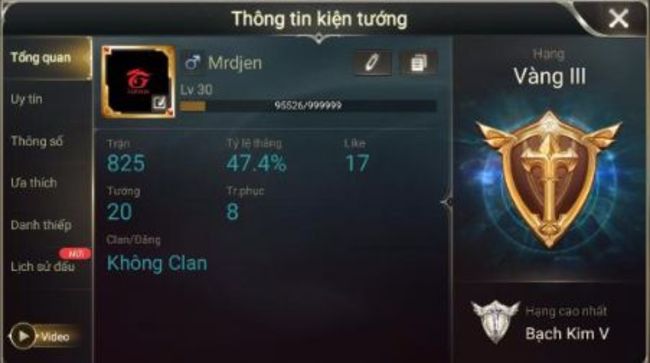 Thông tin kiện tướng
Tổng quan
Uy tín
Thông số
Ưa thích
Danh thiếp
Lịch sử đấu
Mới
Video
Mrdjen
Lv 30
95526/999999
Trận
Tỷ lệ thắng
Like
825
47.4%
17
Tướng
Tr.phục
20
8
Clan/Đảng
Không Clan
Hạng
Vàng III
Hạng cao nhất
Bạch Kim V